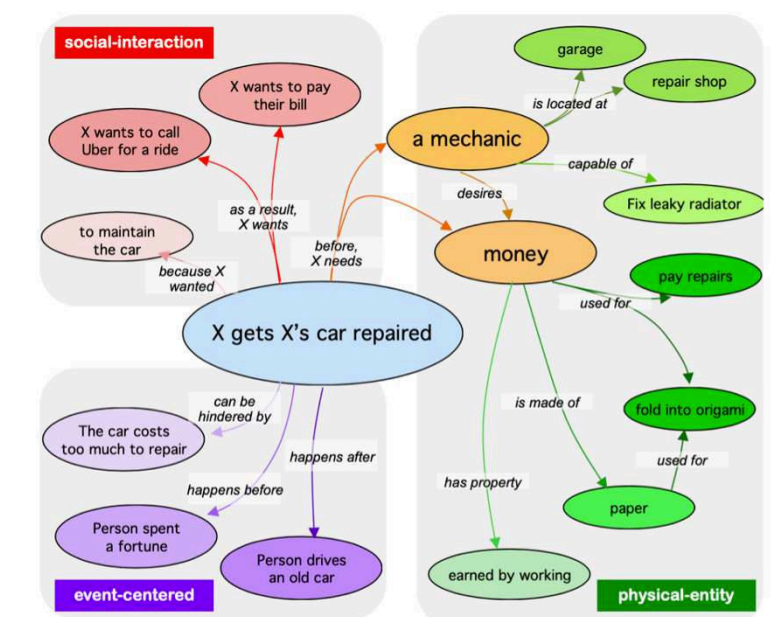 social-interaction
X wants to pay
their bill
X wants to call
Uber for a ride
to maintain
the car
as a result,
X wants
because X
wanted
before,
X needs
a mechanic
garage
repair shop
is located at
capable of
Fix leaky radiator
desires
money
pay repairs
used for
X gets X's car repaired
fold into origami
is made of
used for
has property
paper
earned by working
physical-entity
can be
hindered by
The car costs
too much to repair
happens after
happens before
Person spent
a fortune
Person drives
an old car
event-centered